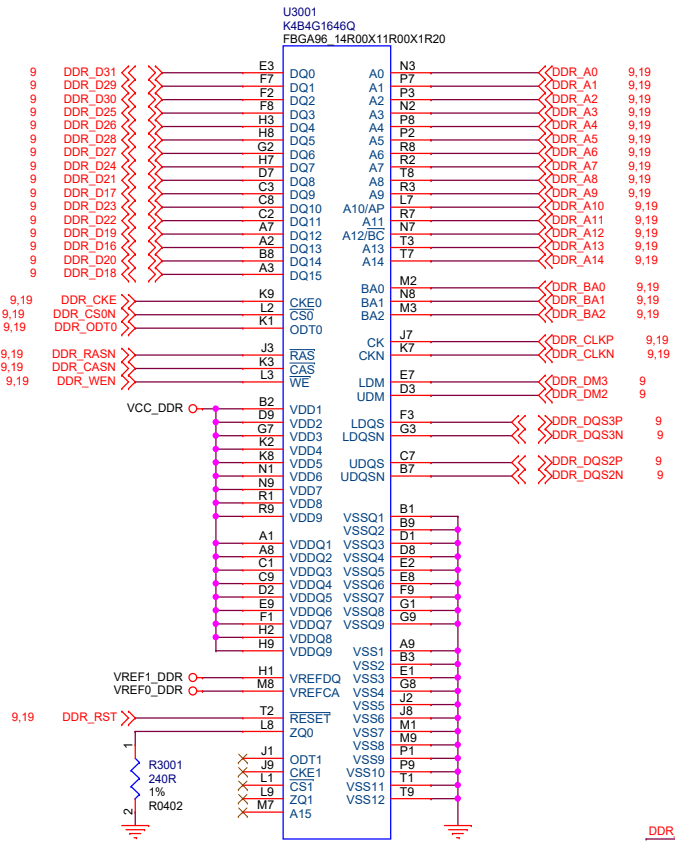 U3001
K4B4G1646Q
FBGA96_14R00X11R00X1R20
9 DDR_D31 E3 DQ0 A0 N3 DDR_A0 9,19
9 DDR_D29 F7 DQ1 A1 P7 DDR_A1 9,19
9 DDR_D30 F2 DQ2 A2 P3 DDR_A2 9,19
9 DDR_D25 F8 DQ3 A3 N2 DDR_A3 9,19
9 DDR_D26 H3 DQ4 A4 P8 DDR_A4 9,19
9 DDR_D28 H8 DQ5 A5 P2 DDR_A5 9,19
9 DDR_D27 G2 DQ6 A6 R8 DDR_A6 9,19
9 DDR_D24 H7 DQ7 A7 R2 DDR_A7 9,19
9 DDR_D21 D7 DQ8 A8 T8 DDR_A8 9,19
9 DDR_D17 C3 DQ9 A9 R3 DDR_A9 9,19
9 DDR_D23 C8 DQ10 A10/AP L7 DDR_A10 9,19
9 DDR_D22 C2 DQ11 A11 R7 DDR_A11 9,19
9 DDR_D19 A7 DQ12 A12/BC N7 DDR_A12 9,19
9 DDR_D16 A2 DQ13 A13 T3 DDR_A13 9,19
9 DDR_D20 B8 DQ14 A14 T7 DDR_A14 9,19
9 DDR_D18 A3 DQ15
BA0 M2 DDR_BA0 9,19
9,19 DDR_CKE K9 CKE0 BA1 N8 DDR_BA1 9,19
9,19 DDR_CS0N L2 CS0 BA2 M3 DDR_BA2 9,19
9,19 DDR_ODT0 K1 ODT0
CK J7 DDR_CLKP 9,19
9,19 DDR_RASN J3 RAS CKN K7 DDR_CLKN 9,19
9,19 DDR_CASN K3 CAS
9,19 DDR_WEN L3 WE LDM E7 DDR_DM3 9
UDM D3 DDR_DM2 9
VCC_DDR B2 VDD1
D9 VDD2 LDQS F3 DDR_DQS3P 9
G7 VDD3 LDQSN G3 DDR_DQS3N 9
K2 VDD4
K8 VDD5 UDQS C7 DDR_DQS2P 9
N1 VDD6 UDQSN B7 DDR_DQS2N 9
N9 VDD7
R1 VDD8
R9 VDD9 VSSQ1 B1
VSSQ2 B9
A1 VDDQ1 VSSQ3 D1
A8 VDDQ2 VSSQ4 D8
C1 VDDQ3 VSSQ5 E2
C9 VDDQ4 VSSQ6 E8
D2 VDDQ5 VSSQ7 F9
E9 VDDQ6 VSSQ8 G1
F1 VDDQ7 VSSQ9 G9
H2 VDDQ8
H9 VDDQ9 VSS1 A9
VSS2 B3
VREF1_DDR H1 VREFDQ VSS3 E1
VREF0_DDR M8 VREFCA VSS4 G8
VSS5 J2
9,19 DDR_RST T2 RESET VSS6 J8
L8 ZQ0 VSS7 M1
VSS8 M9
J1 ODT1 VSS9 P1
J9 CKE1 VSS10 P9
L1 CS1 VSS11 T1
L9 ZQ1 VSS12 T9
M7 A15
1
R3001
240R
1%
R0402
2
DDR